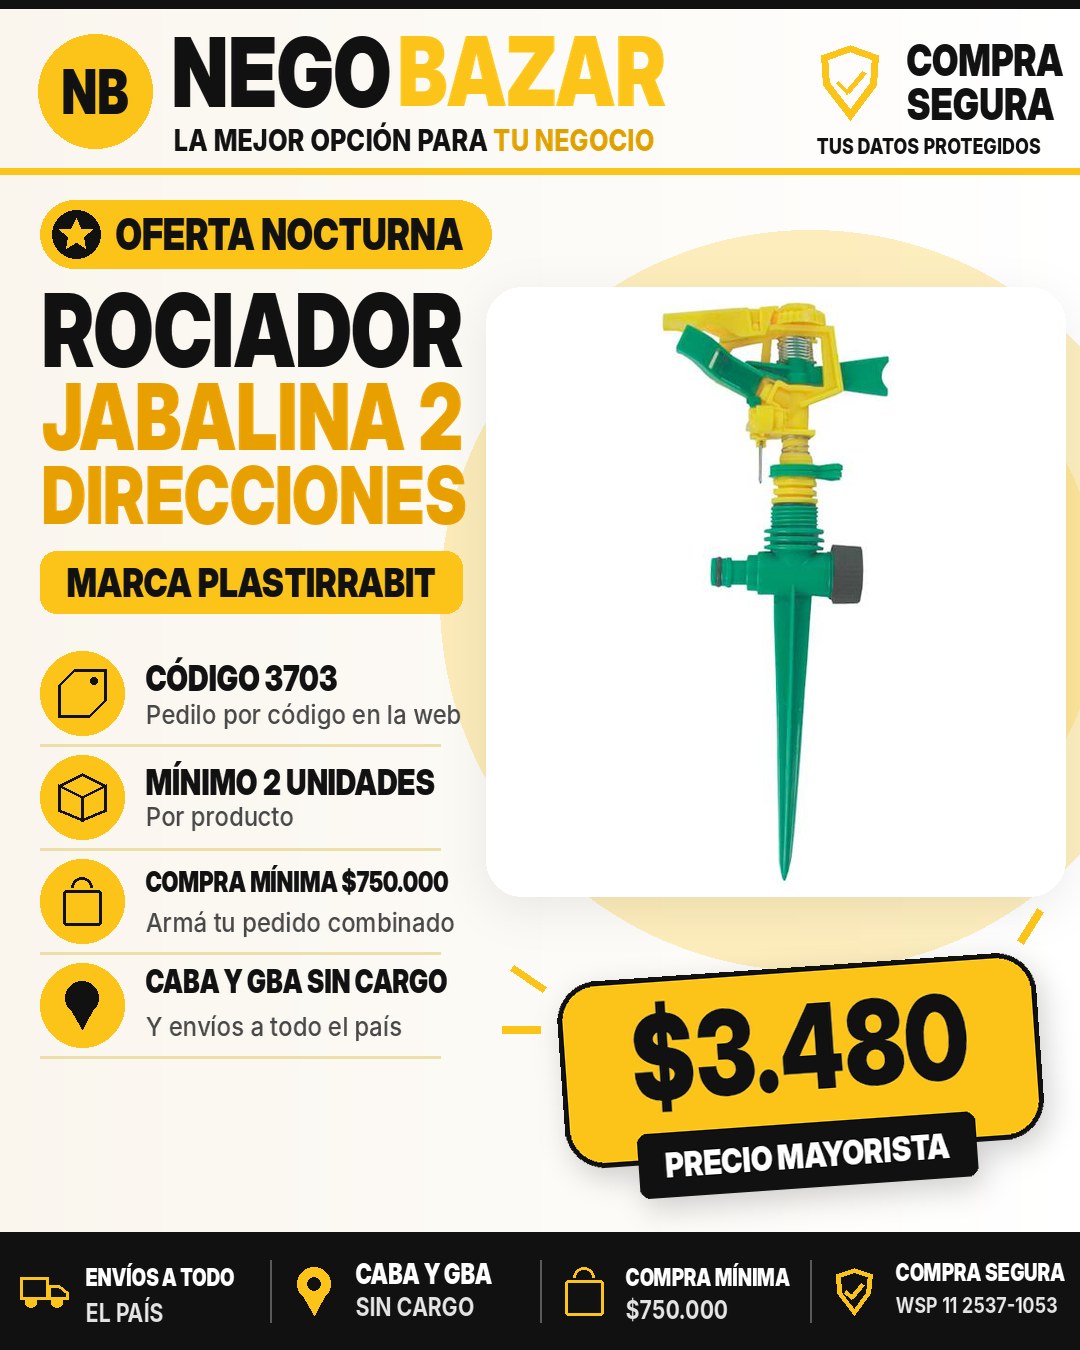 NB
NEGOBAZAR
LA MEJOR OPCIÓN PARA TU NEGOCIO
COMPRA
SEGURA
TUS DATOS PROTEGIDOS
OFERTA NOCTURNA
ROCIADOR
JABALINA 2
DIRECCIONES
MARCA PLASTIRRABIT
CÓDIGO 3703
Pedilo por código en la web
MÍNIMO 2 UNIDADES
Por producto
COMPRA MÍNIMA $750.000
Armá tu pedido combinado
CABA Y GBA SIN CARGO
Y envíos a todo el país
$3.480
PRECIO MAYORISTA
ENVÍOS A TODO
EL PAÍS
CABA Y GBA
SIN CARGO
COMPRA MÍNIMA
$750.000
COMPRA SEGURA
WSP 11 2537-1053